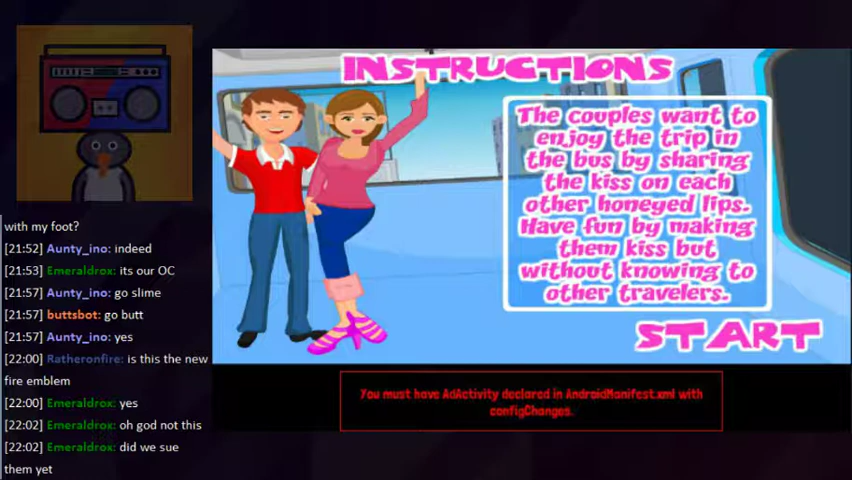 with my foot?
[21:52] Aunty_ino: indeed
[21:53] Emeraldrox: its our OC
[21:57] Aunty_ino: go slime
[21:57] buttsbot: go butt
[21:57] Aunty_ino: yes
[22:00] Ratheronfire: is this the new
fire emblem
[22:00] Emeraldrox: yes
[22:02] Emeraldrox: oh god not this
[22:02] Emeraldrox: did we sue
them yet
INSTRUCTIONS
The couples want to
enjoy the trip in
the bus by sharing
the kiss on each
other honeyed lips.
Have fun by making
them kiss but
without knowing to
other travelers.
START
You must have AdActivity declared in AndroidManifest.xml with
configChanges.